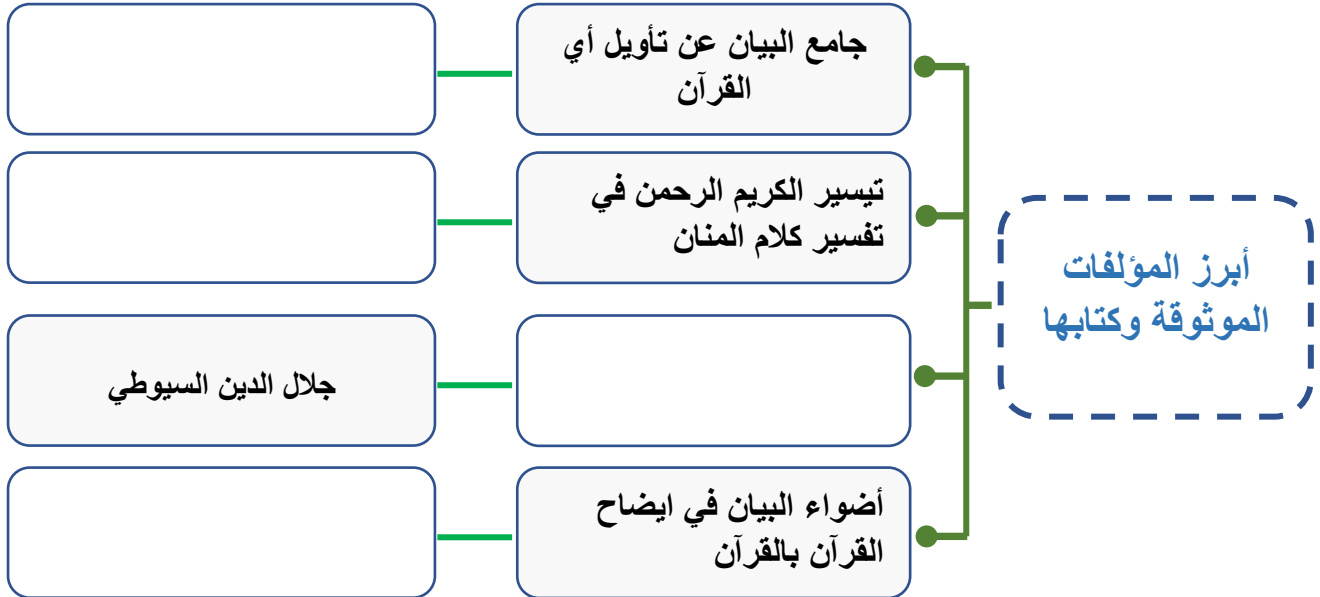 أبرز المؤلفات
الموثوقة وكتابها
جامع البيان عن تأويل أي
القرآن
تيسير الكريم الرحمن في
تفسير كلام المنان
جلال الدين السيوطي
أضواء البيان في ايضاح
القرآن بالقرآن